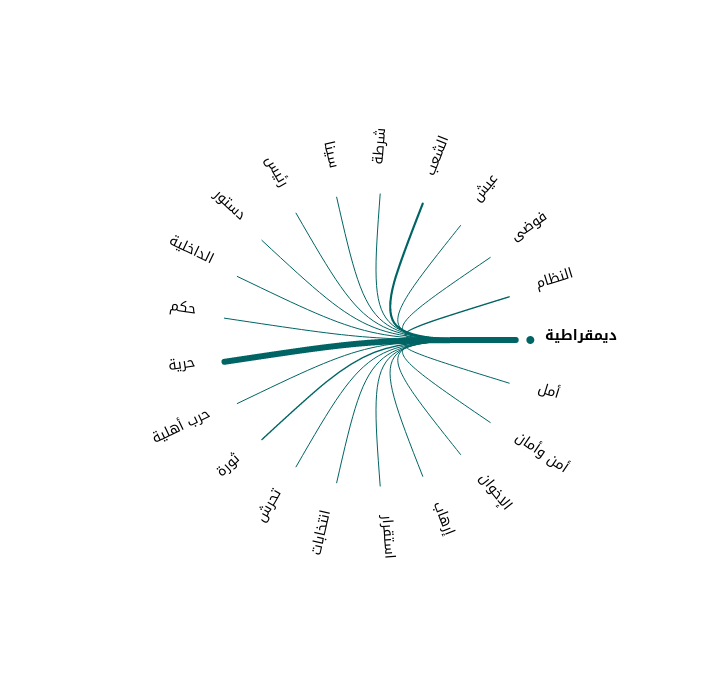 ديمقراطية
النظام
فوضى
عيش
الشعب
شرطة
سينا
رئيس
دستور
الداخلية
حكم
حرية
حرب أهلية
ثورة
تحرش
انتخابات
استقرار
إرهاب
الإخوان
أمن وأمان
أمل